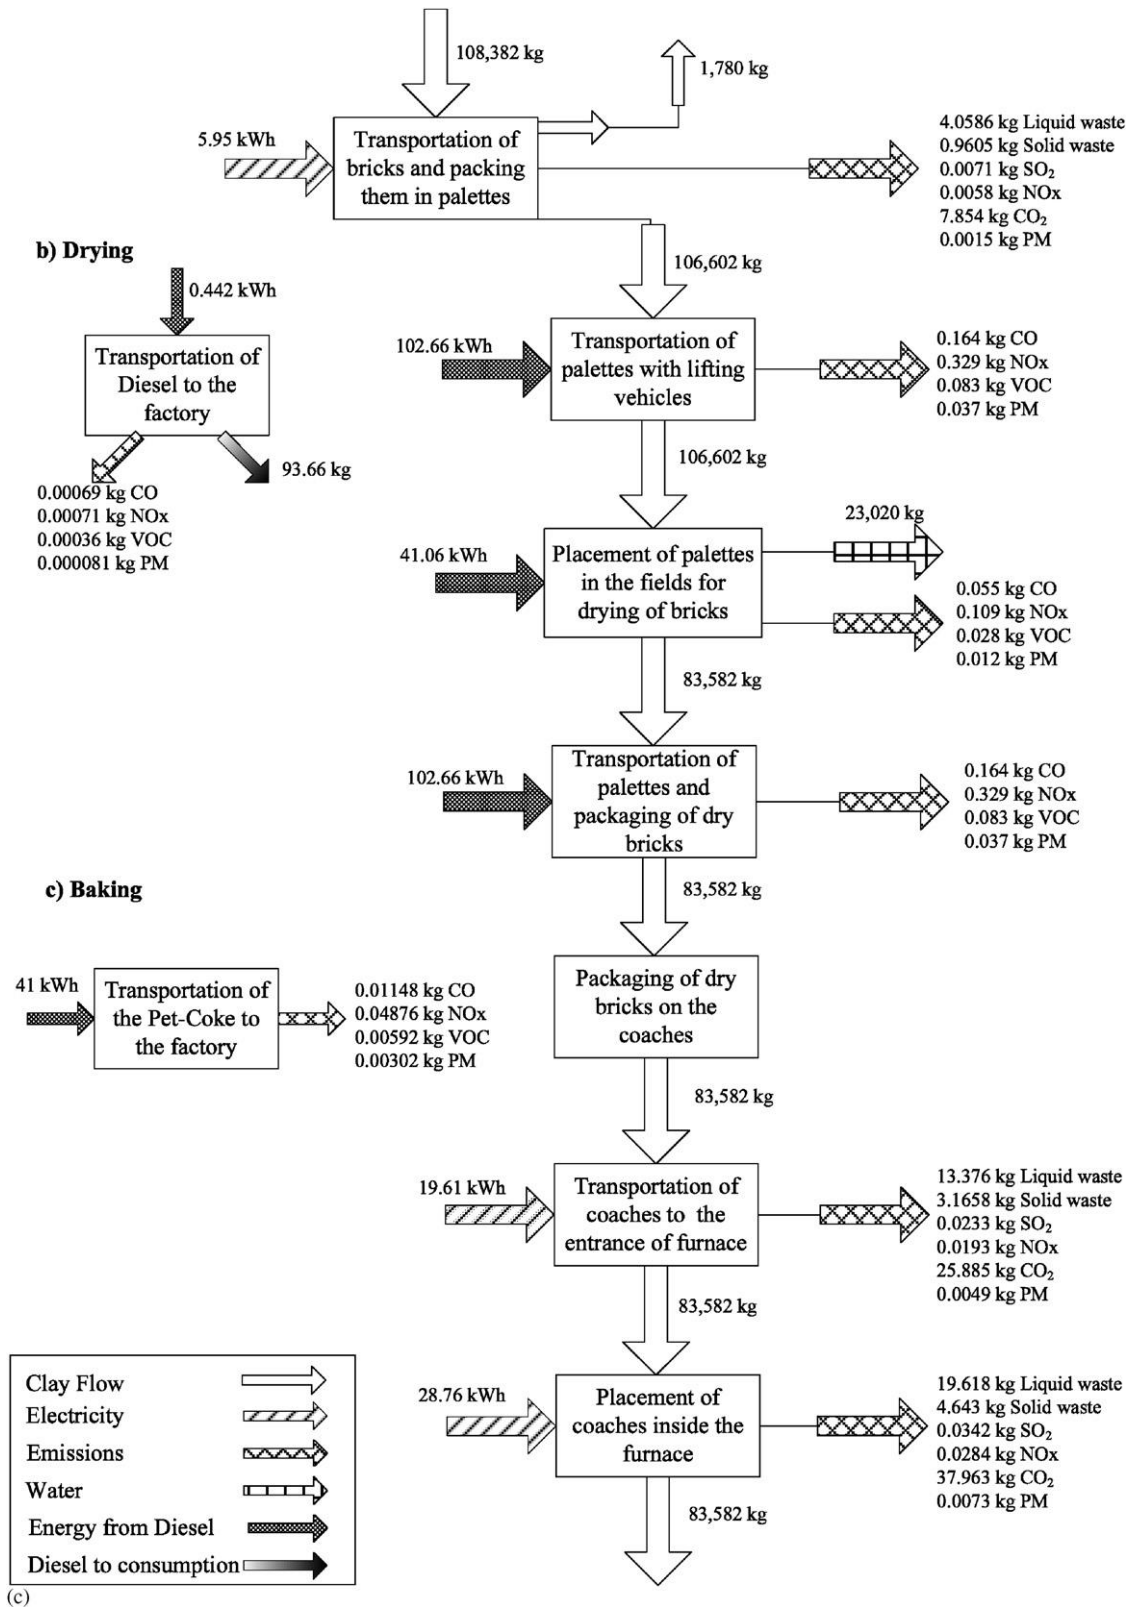 108,382 kg
1,780 kg
5.95 kWh
Transportation of
bricks and packing
them in palettes
4.0586 kg Liquid waste
0.9605 kg Solid waste
0.0071 kg SO₂
0.0058 kg NOx
7.854 kg CO₂
0.0015 kg PM
b) Drying
106,602 kg
0.442 kWh
Transportation of
Diesel to the
factory
93.66 kg
0.00069 kg CO
0.00071 kg NOx
0.00036 kg VOC
0.000081 kg PM
102.66 kWh
Transportation of
palettes with lifting
vehicles
0.164 kg CO
0.329 kg NOx
0.083 kg VOC
0.037 kg PM
106,602 kg
23,020 kg
41.06 kWh
Placement of palettes
in the fields for
drying of bricks
0.055 kg CO
0.109 kg NOx
0.028 kg VOC
0.012 kg PM
83,582 kg
102.66 kWh
Transportation of
palettes and
packaging of dry
bricks
0.164 kg CO
0.329 kg NOx
0.083 kg VOC
0.037 kg PM
c) Baking
83,582 kg
41 kWh
Transportation of
the Pet-Coke to
the factory
0.01148 kg CO
0.04876 kg NOx
0.00592 kg VOC
0.00302 kg PM
Packaging of dry
bricks on the
coaches
83,582 kg
19.61 kWh
Transportation of
coaches to the
entrance of furnace
13.376 kg Liquid waste
3.1658 kg Solid waste
0.0233 kg SO₂
0.0193 kg NOx
25.885 kg CO₂
0.0049 kg PM
83,582 kg
28.76 kWh
Placement of
coaches inside the
furnace
19.618 kg Liquid waste
4.643 kg Solid waste
0.0342 kg SO₂
0.0284 kg NOx
37.963 kg CO₂
0.0073 kg PM
83,582 kg
Clay Flow
Electricity
Emissions
Water
Energy from Diesel
Diesel to consumption
(c)